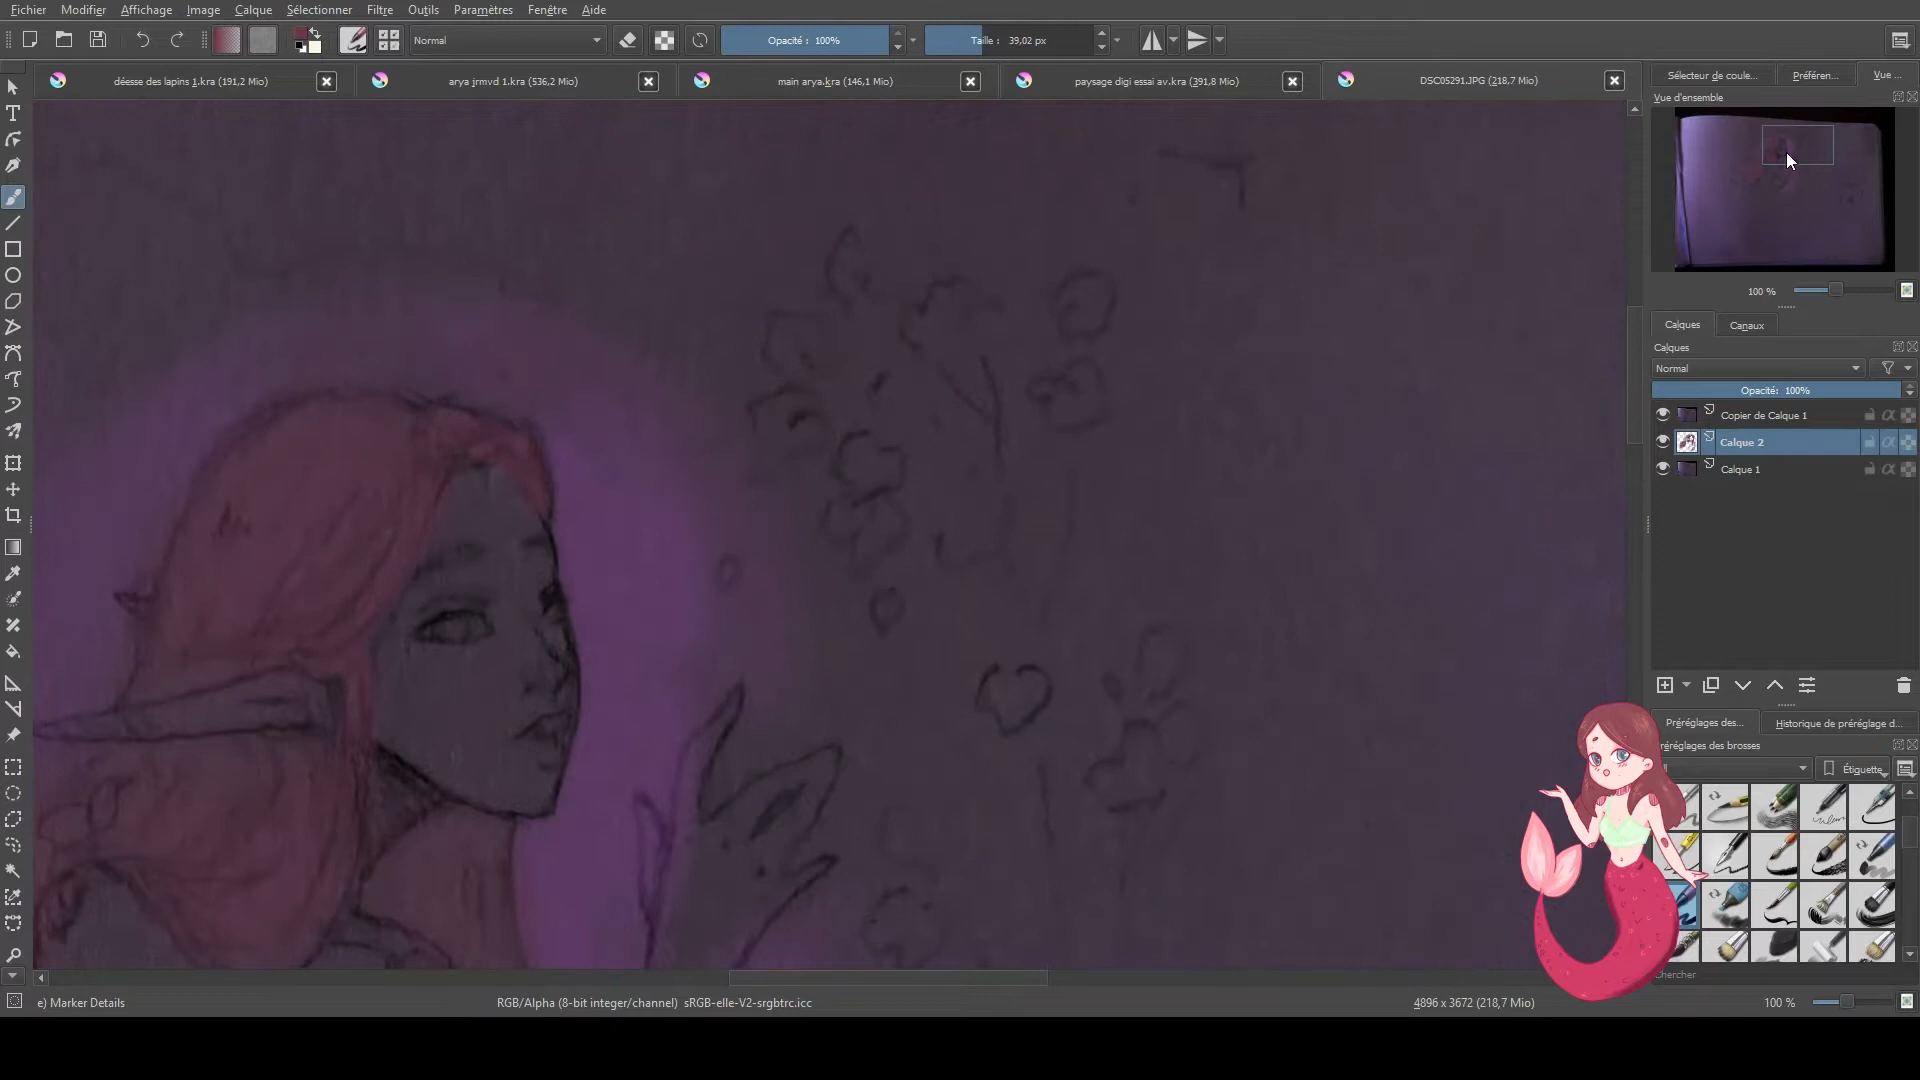 Fichier Modifier Affichage Image Calque Sélectionner Filtre Outils Paramètres Fenêtre Aide
Normal Opacité : 100% Taille : 39,02 px
déesse des lapins 1.kra (191,2 Mio) arya jrmvd 1.kra (536,2 Mio) main arya.kra (146,1 Mio) paysage digi essai av.kra (391,8 Mio) DSC05291.JPG (218,7 Mio)
Sélecteur de coule... Préféren... Vue ...
Vue d'ensemble
100 %
Calques Canaux
Calques
Normal
Opacité : 100%
Copier de Calque 1
Calque 2
Calque 1
Préréglages des... Historique de préréglage d...
réréglages des brosses
Étiquette
Chercher
e) Marker Details RGB/Alpha (8-bit integer/channel) sRGB-elle-V2-srgbtrc.icc 4896 x 3672 (218,7 Mio) 100 %